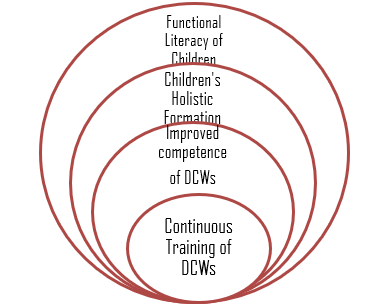 Functional
Literacy of
Children
Children's
Holistic
Formation
Improved
competence
of DCWs
Continuous
Training of
DCWs